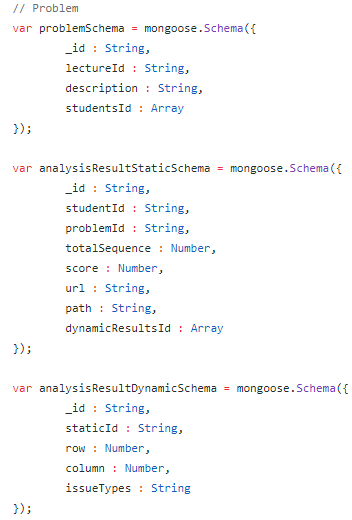 // Problem
var problemSchema = mongoose.Schema({
        _id : String,
        lectureId : String,
        description : String,
        studentsId : Array
});

var analysisResultStaticSchema = mongoose.Schema({
        _id : String,
        studentId : String,
        problemId : String,
        totalSequence : Number,
        score : Number,
        url : String,
        path : String,
        dynamicResultsId : Array
});

var analysisResultDynamicSchema = mongoose.Schema({
        _id : String,
        staticId : String,
        row : Number,
        column : Number,
        issueTypes : String
});